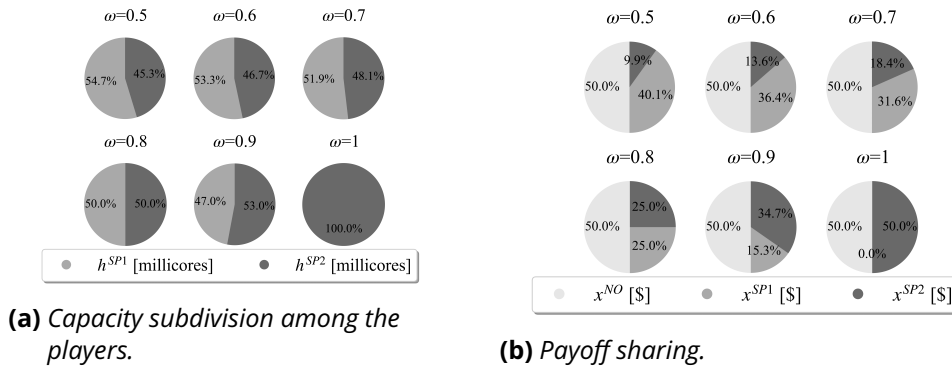 ω=0.5 ω=0.6 ω=0.7
54.7% 45.3% 53.3% 46.7% 51.9% 48.1%
ω=0.8 ω=0.9 ω=1
50.0% 50.0% 47.0% 53.0% 100.0%
h^SP1 [millicores] h^SP2 [millicores]
(a) Capacity subdivision among the
players.
ω=0.5 ω=0.6 ω=0.7
50.0% 9.9% 40.1% 50.0% 13.6% 36.4% 50.0% 18.4% 31.6%
ω=0.8 ω=0.9 ω=1
50.0% 25.0% 25.0% 50.0% 34.7% 15.3% 50.0% 50.0% 0.0%
x^NO [$] x^SP1 [$] x^SP2 [$]
(b) Payoff sharing.